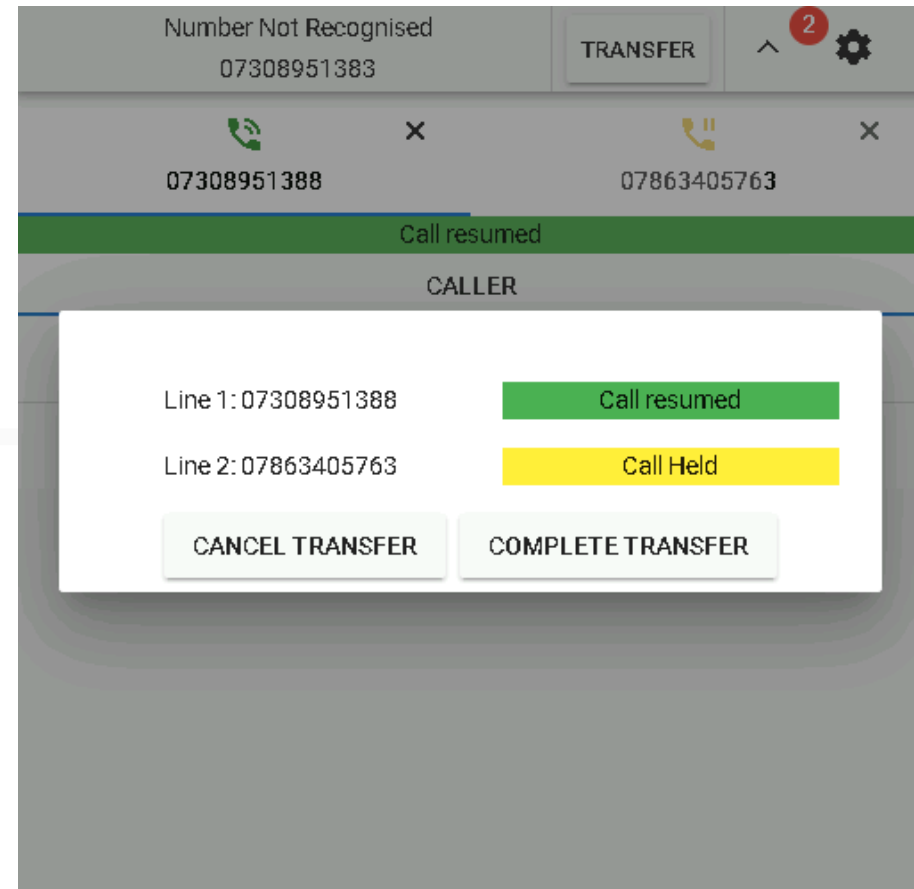 Number Not Recognised
2
TRANSFER
07308951383
07308951388 07863405763
Call resumed
CALLER
Line 1: 07308951388 Call resumed
Line 2: 07863405763 Call Held
CANCEL TRANSFER COMPLETE TRANSFER